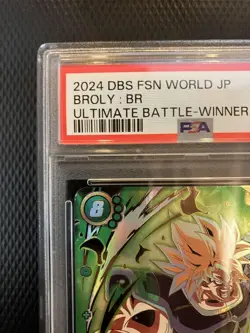 2024 DBS FSN WORLD JP
BROLY : BR
ULTIMATE BATTLE-WINNER
PSA
8